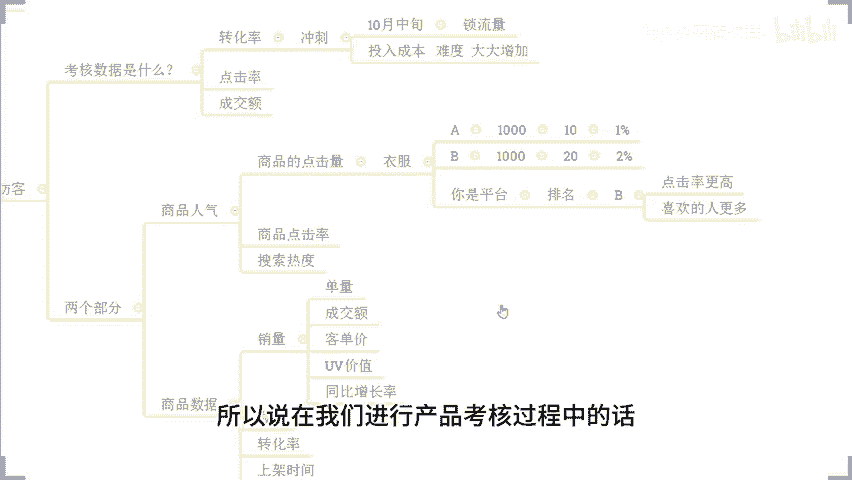 考核数据是什么？
转化率
冲刺
10月中旬
锁流量
投入成本 难度 大大增加
点击率
成交额
访客
两个部分
商品人气
商品的点击量
衣服
A 1000 10 1%
B 1000 20 2%
你是平台
排名
B
点击率更高
喜欢的人更多
商品点击率
搜索热度
商品数据
销量
单量
成交额
客单价
UV价值
同比增长率
转化率
上架时间
所以说在我们进行产品考核过程中的话
bilibili